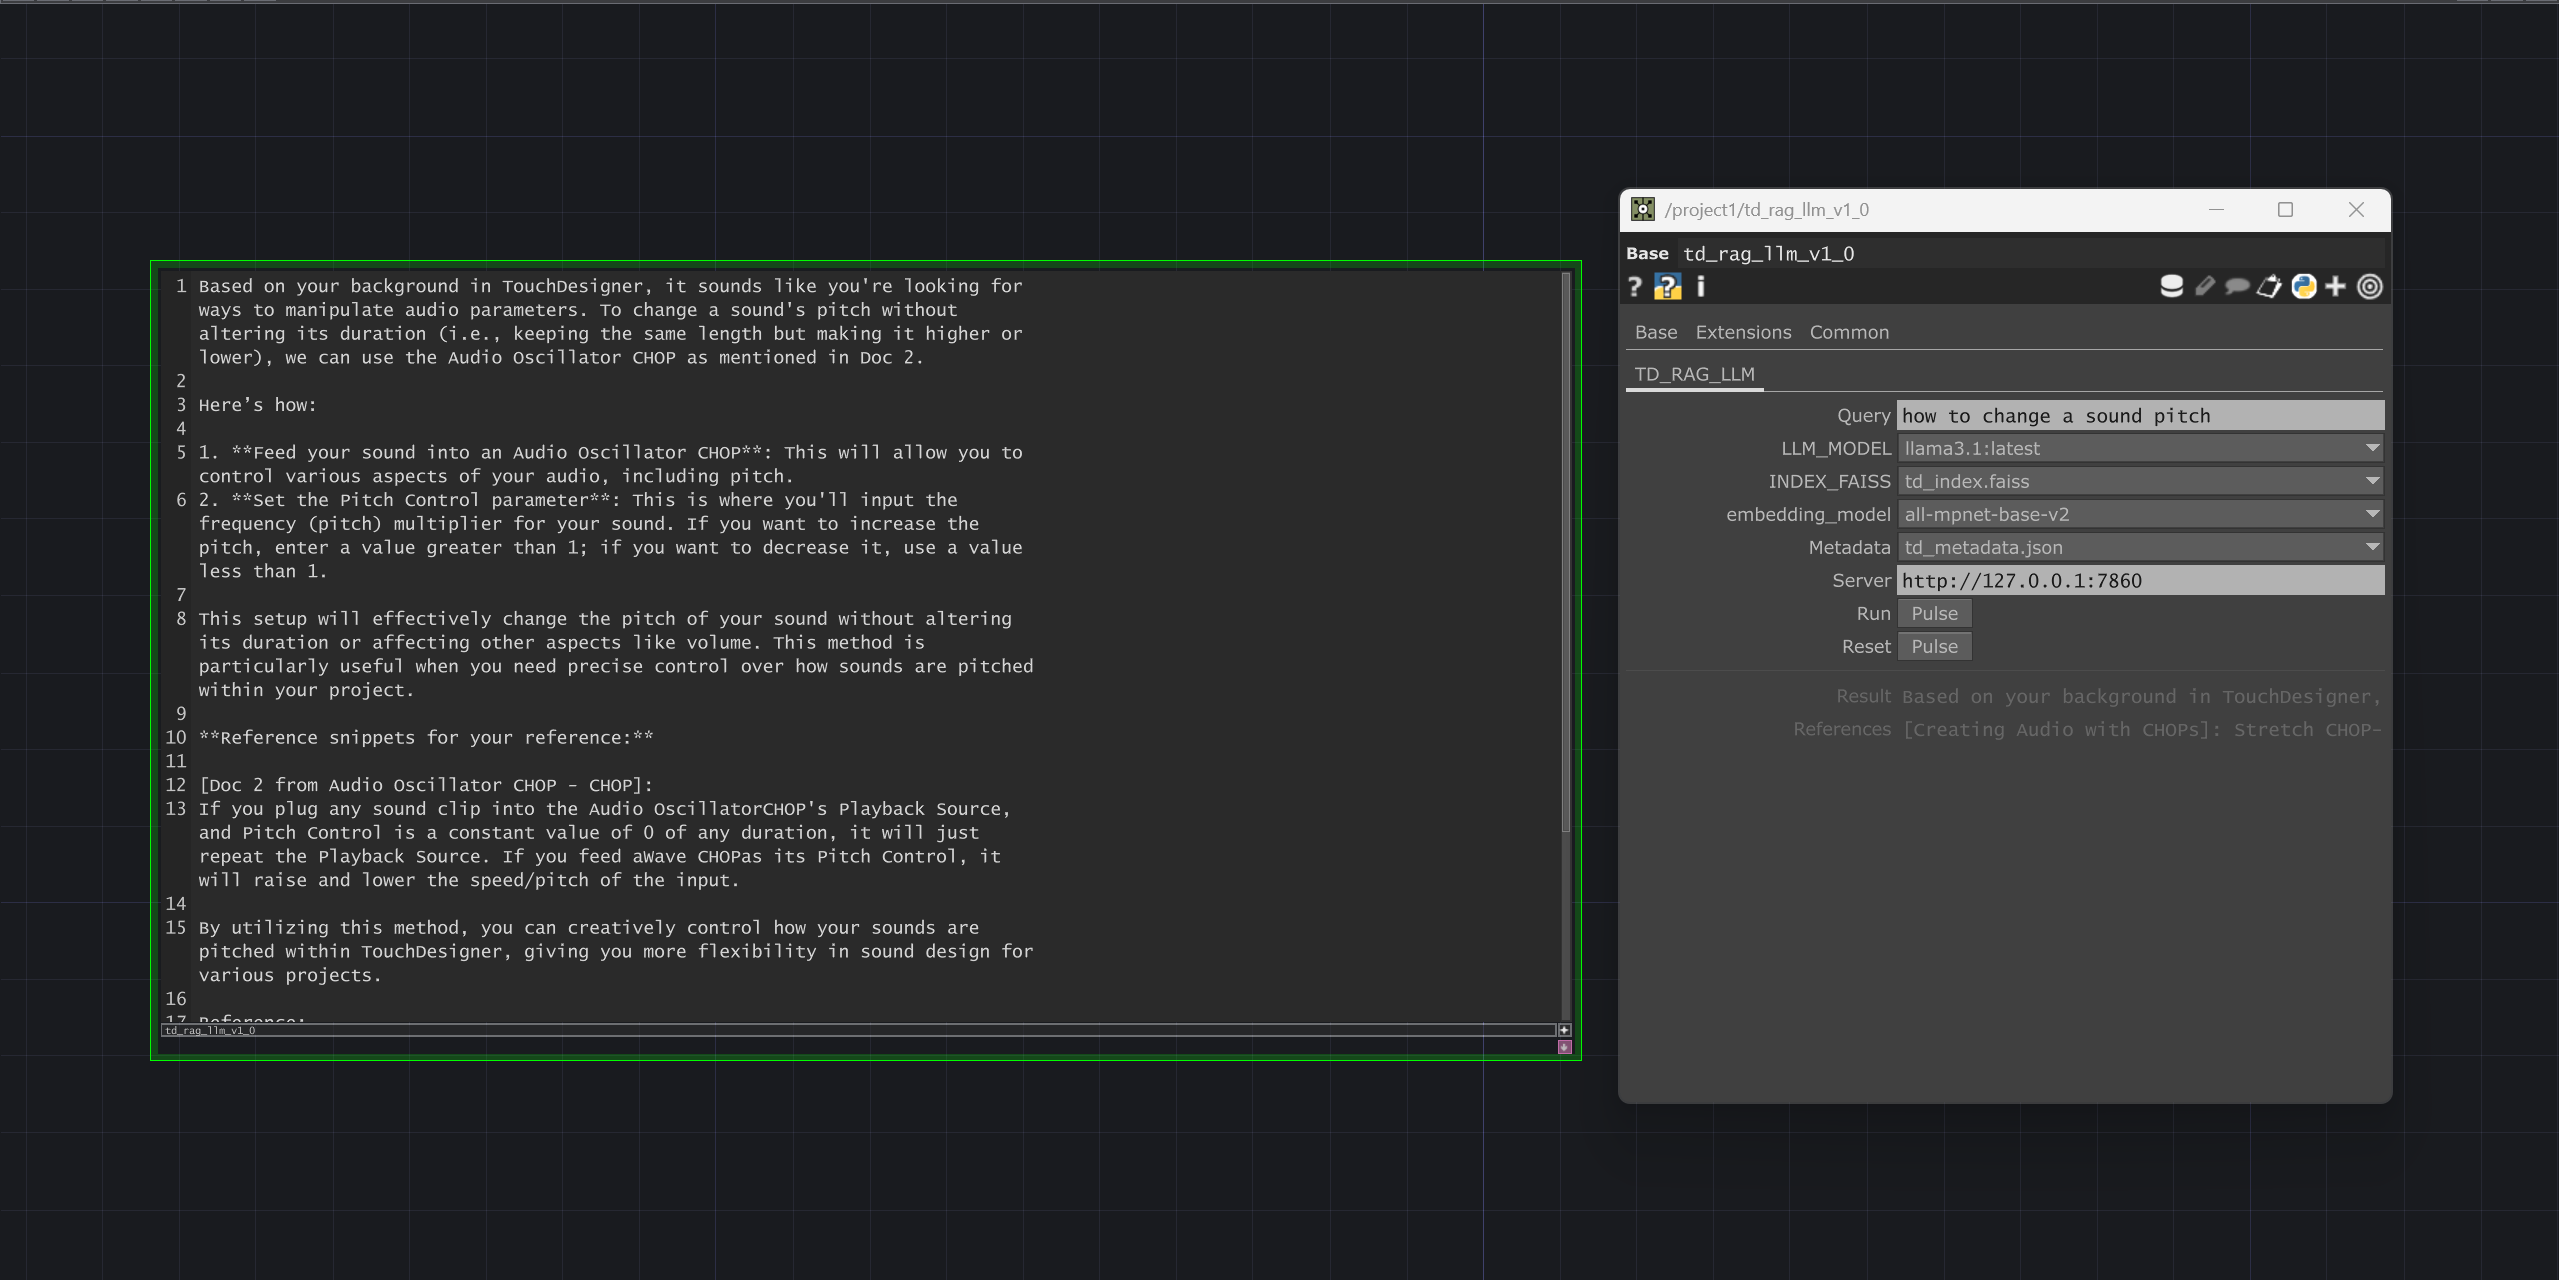 1 Based on your background in TouchDesigner, it sounds like you're looking for
ways to manipulate audio parameters. To change a sound's pitch without
altering its duration (i.e., keeping the same length but making it higher or
lower), we can use the Audio Oscillator CHOP as mentioned in Doc 2.
2
3 Here's how:
4
5 1. **Feed your sound into an Audio Oscillator CHOP**: This will allow you to
control various aspects of your audio, including pitch.
6 2. **Set the Pitch Control parameter**: This is where you'll input the
frequency (pitch) multiplier for your sound. If you want to increase the
pitch, enter a value greater than 1; if you want to decrease it, use a value
less than 1.
7
8 This setup will effectively change the pitch of your sound without altering
its duration or affecting other aspects like volume. This method is
particularly useful when you need precise control over how sounds are pitched
within your project.
9
10 **Reference snippets for your reference:**
11
12 [Doc 2 from Audio Oscillator CHOP - CHOP]:
13 If you plug any sound clip into the Audio OscillatorCHOP's Playback Source,
and Pitch Control is a constant value of 0 of any duration, it will just
repeat the Playback Source. If you feed aWave CHOPas its Pitch Control, it
will raise and lower the speed/pitch of the input.
14
15 By utilizing this method, you can creatively control how your sounds are
pitched within TouchDesigner, giving you more flexibility in sound design for
various projects.
16
17 Reference:
td_rag_llm_v1_0
/project1/td_rag_llm_v1_0
Base td_rag_llm_v1_0
? ? i
Base Extensions Common
TD_RAG_LLM
Query how to change a sound pitch
LLM_MODEL llama3.1:latest
INDEX_FAISS td_index.faiss
embedding_model all-mpnet-base-v2
Metadata td_metadata.json
Server http://127.0.0.1:7860
Run Pulse
Reset Pulse
Result Based on your background in TouchDesigner,
References [Creating Audio with CHOPs]: Stretch CHOP-